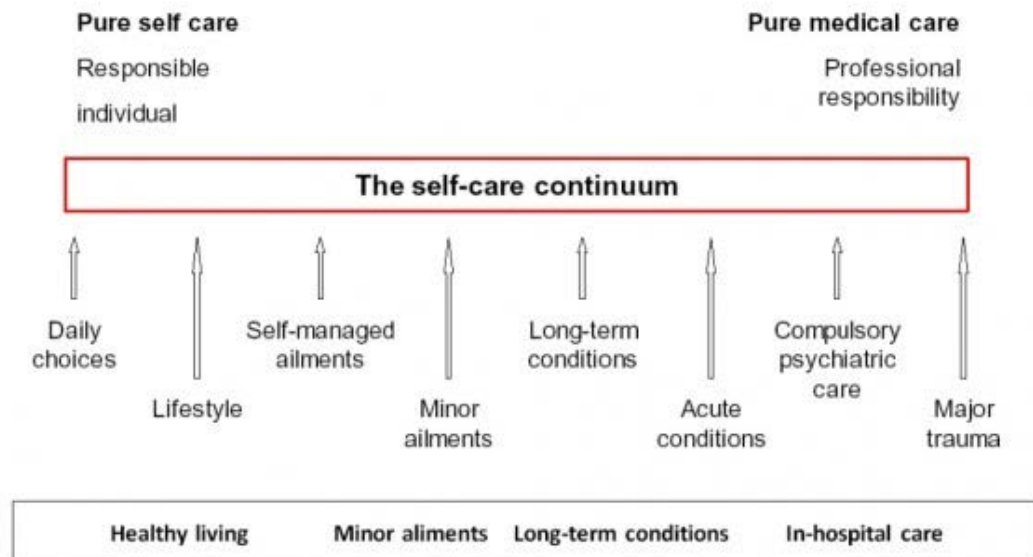 Pure self care
Responsible
individual
Pure medical care
Professional
responsibility
The self-care continuum
Daily
choices
Lifestyle
Self-managed
ailments
Minor
ailments
Long-term
conditions
Acute
conditions
Compulsory
psychiatric
care
Major
trauma
Healthy living
Minor aliments
Long-term conditions
In-hospital care